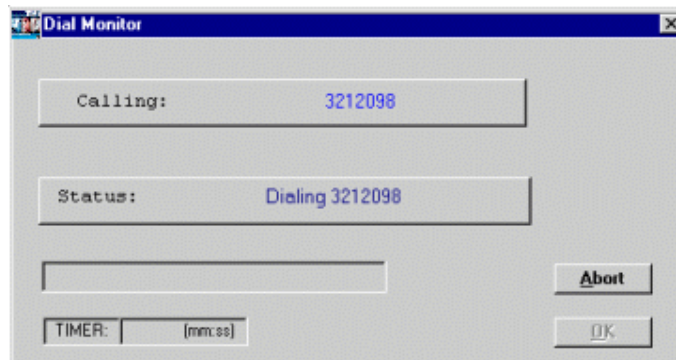 Dial Monitor
Calling: 3212098
Status: Dialing 3212098
Abort
TIMER: (mm:ss)
OK